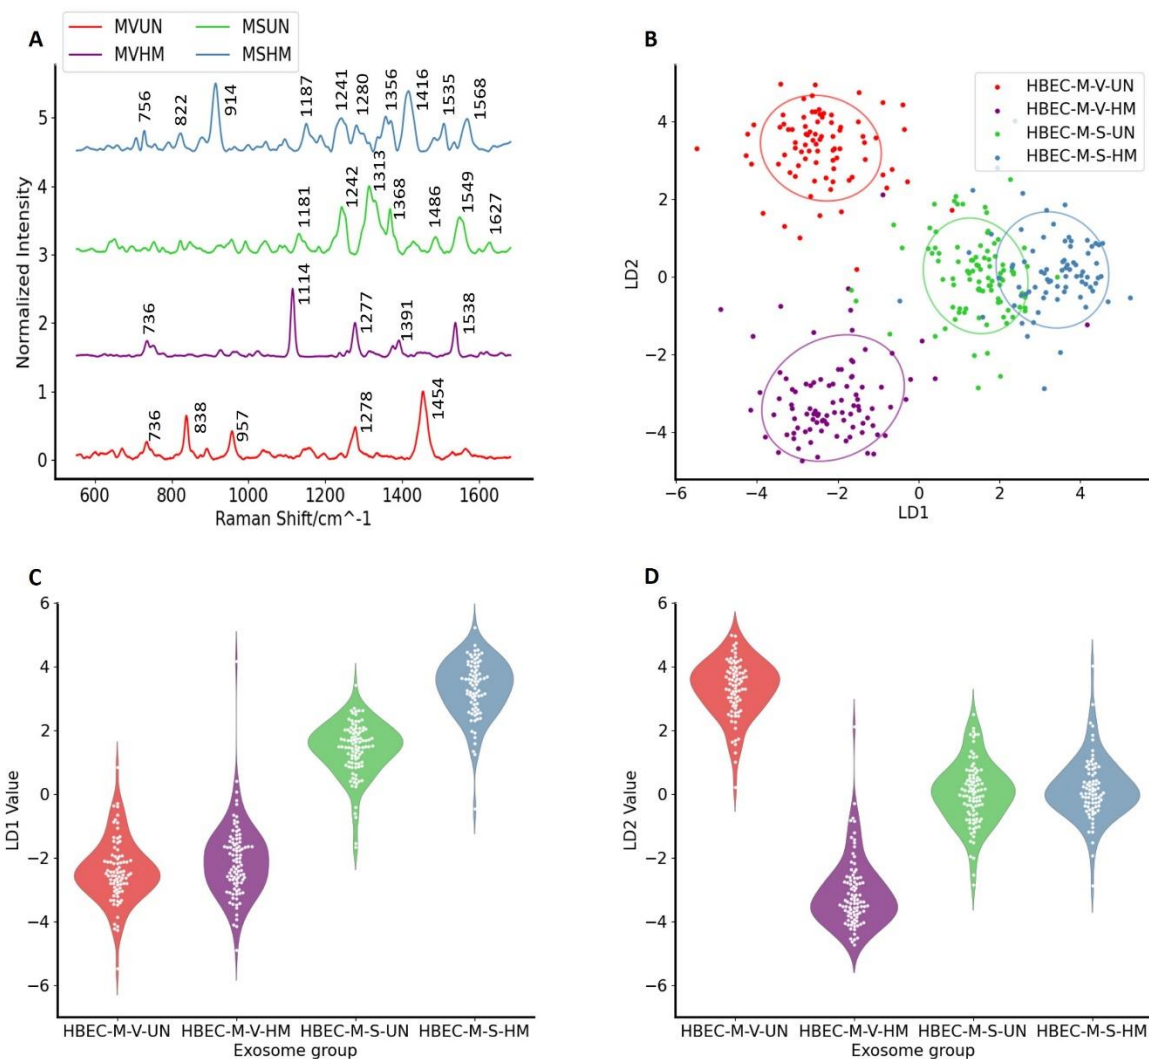 A
MVUN
MVHM
MSUN
MSHM
756
822
914
1187
1241
1280
1356
1416
1535
1568
1181
1242
1313
1368
1486
1549
1627
736
1114
1277
1391
1538
736
838
957
1278
1454
5
4
3
2
1
0
Normalized Intensity
600 800 1000 1200 1400 1600
Raman Shift/cm^-1
B
HBEC-M-V-UN
HBEC-M-V-HM
HBEC-M-S-UN
HBEC-M-S-HM
4
2
0
−2
−4
LD2
−6 −4 −2 0 2 4
LD1
C
6
4
2
0
−2
−4
−6
LD1 Value
HBEC-M-V-UN HBEC-M-V-HM HBEC-M-S-UN HBEC-M-S-HM
Exosome group
D
6
4
2
0
−2
−4
−6
LD2 Value
HBEC-M-V-UN HBEC-M-V-HM HBEC-M-S-UN HBEC-M-S-HM
Exosome group